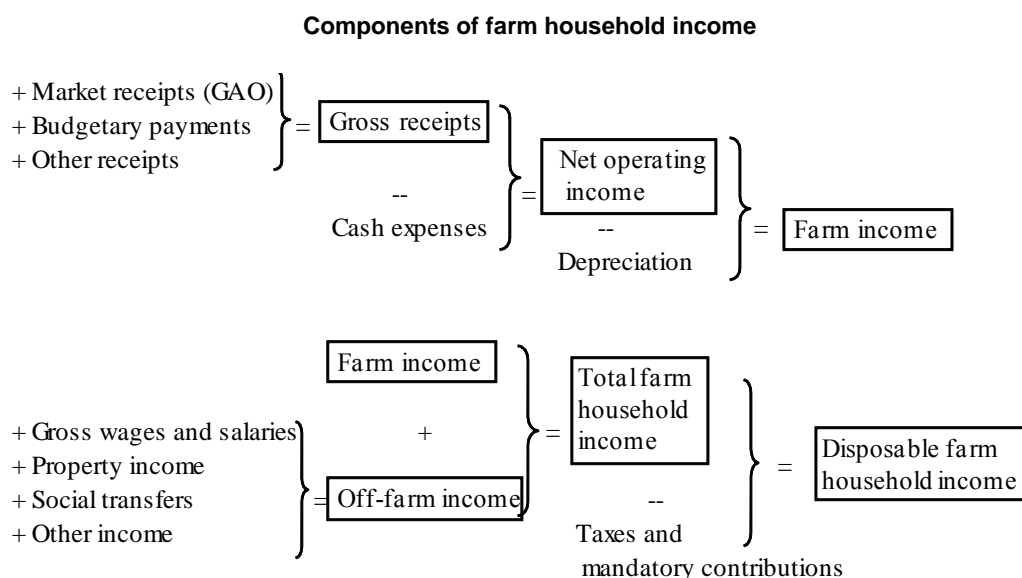 Components of farm household income
+ Market receipts (GAO)
+ Budgetary payments
+ Other receipts
=
Gross receipts
--
Cash expenses
=
Net operating
income
--
Depreciation
=
Farm income
Farm income
+
+ Gross wages and salaries
+ Property income
+ Social transfers
+ Other income
=
Off-farm income
=
Total farm
household
income
--
Taxes and
mandatory contributions
=
Disposable farm
household income